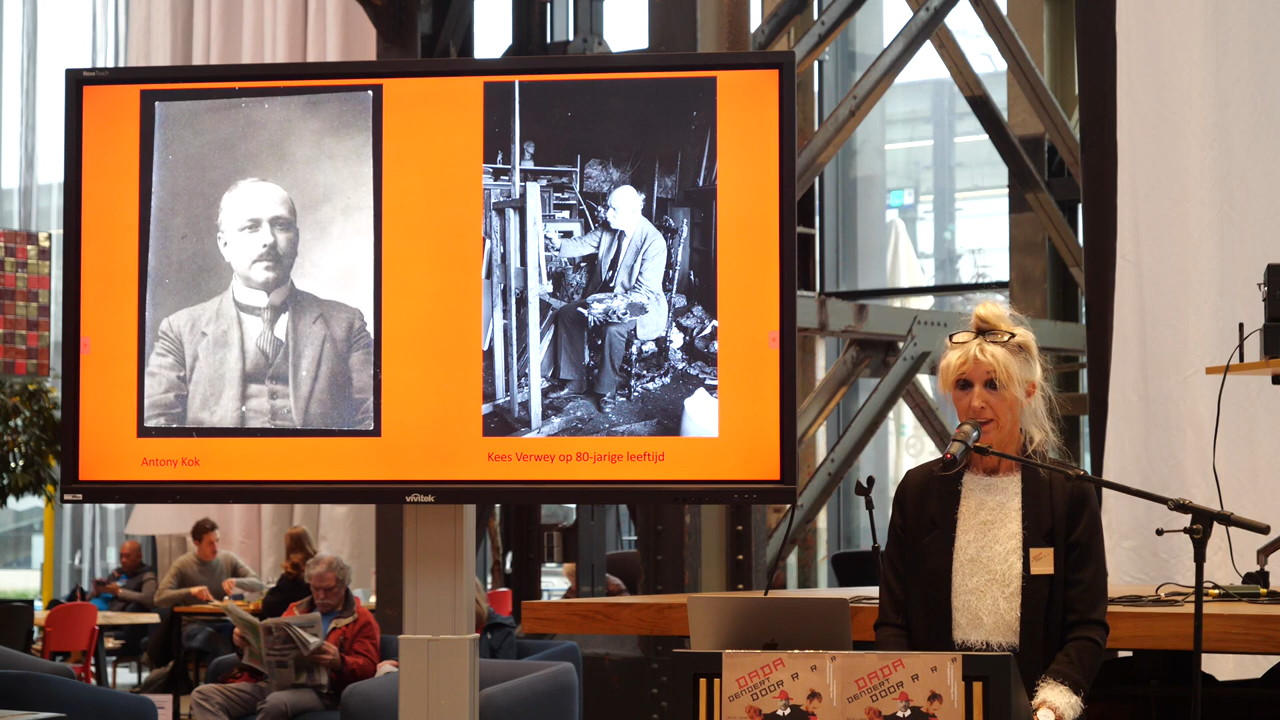 NovoTouch
Antony Kok
Kees Verwey op 80-jarige leeftijd
vivitek
DADA
DENDERT
DOOR R R
DADA
DENDERT
DOOR R R